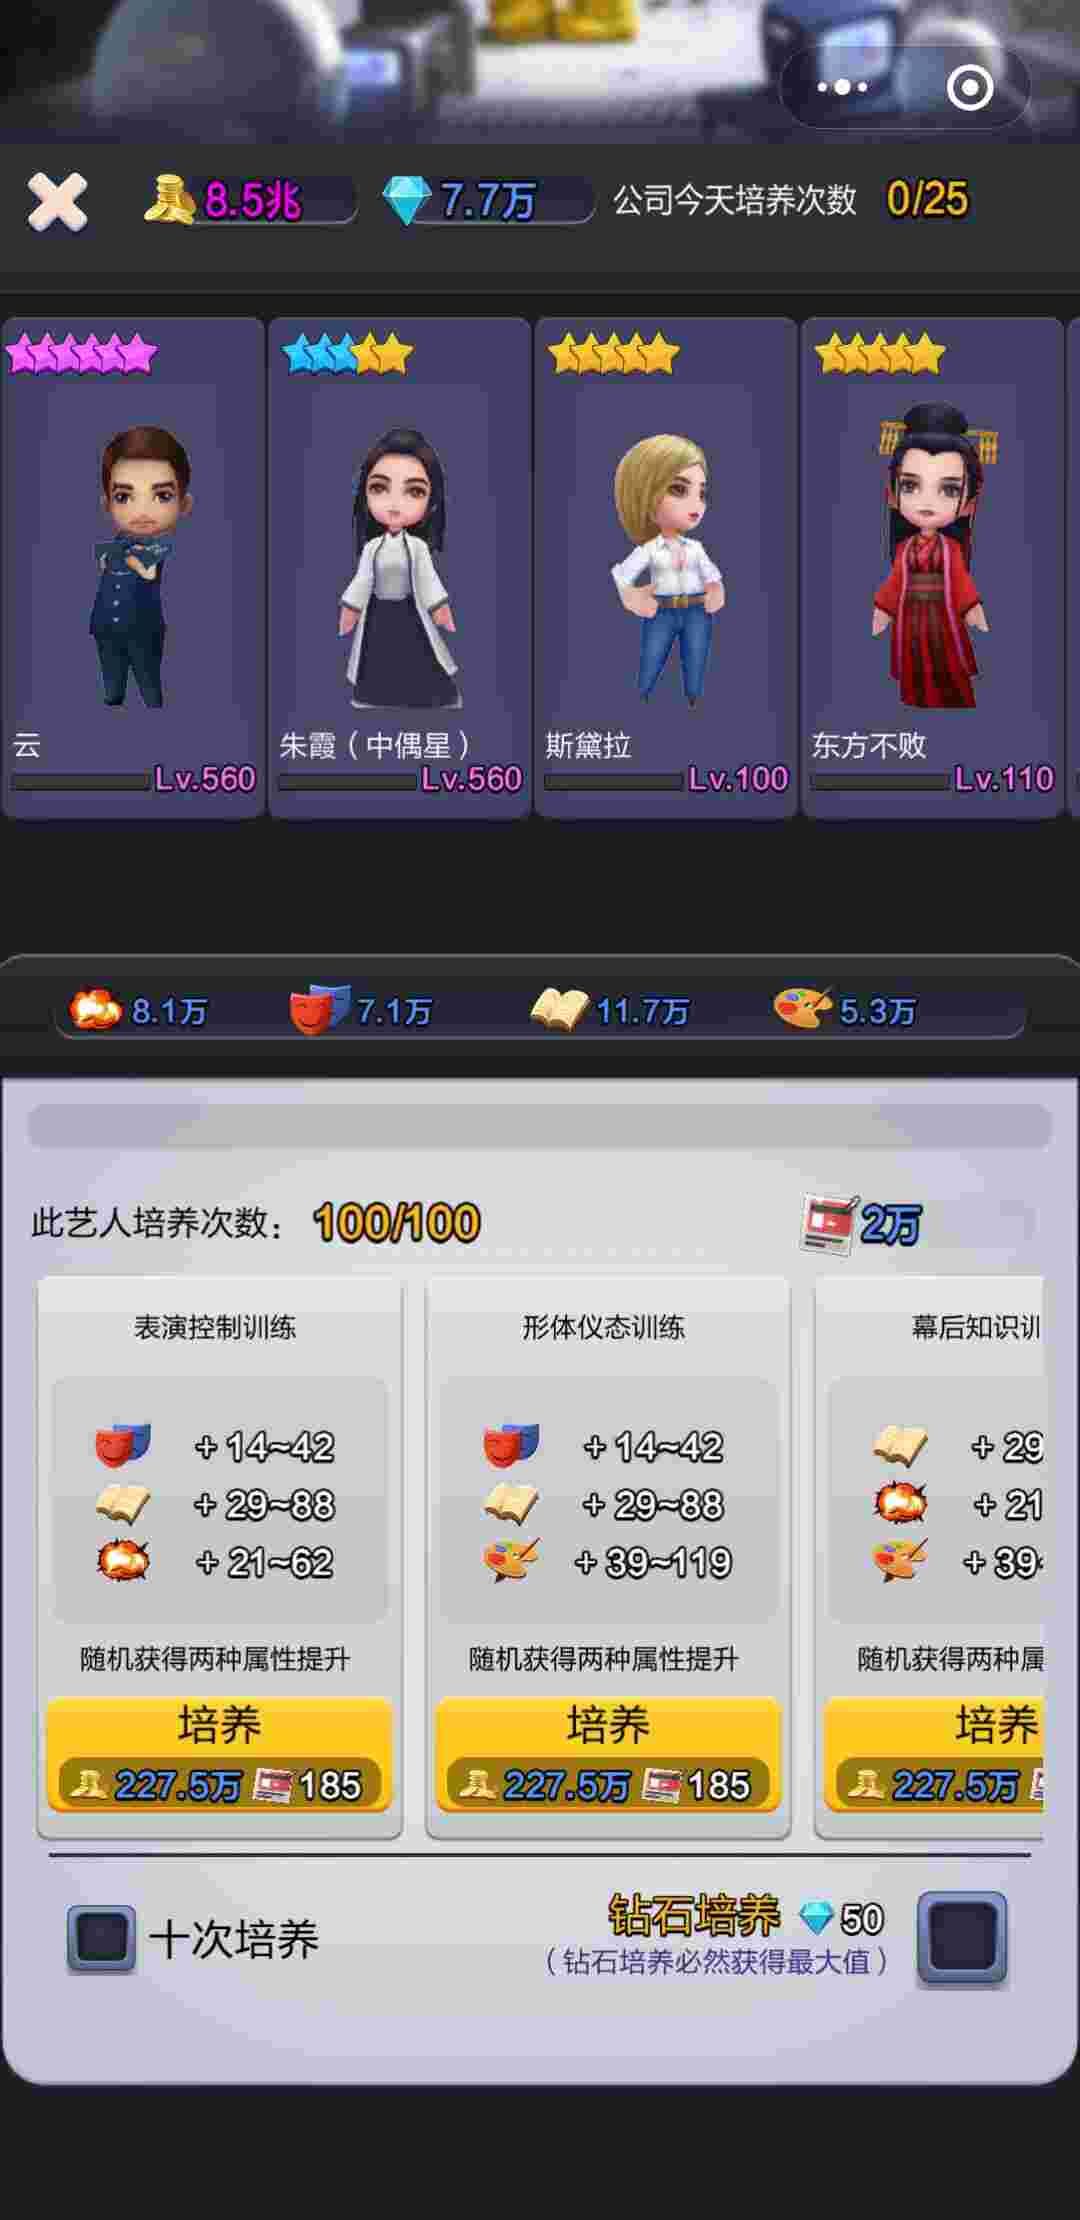 8.5兆 7.7万 公司今天培养次数 0/25
云
Lv.560
朱霞（中偶星）
Lv.560
斯黛拉
Lv.100
东方不败
Lv.110
8.1万 7.1万 11.7万 5.3万
此艺人培养次数： 100/100 2万
表演控制训练
+14~42
+29~88
+21~62
随机获得两种属性提升
培养
227.5万 185
形体仪态训练
+14~42
+29~88
+39~119
随机获得两种属性提升
培养
227.5万 185
幕后知识训
+29
+21
+39
随机获得两种属
培养
227.5万
十次培养
钻石培养 50
（钻石培养必然获得最大值）